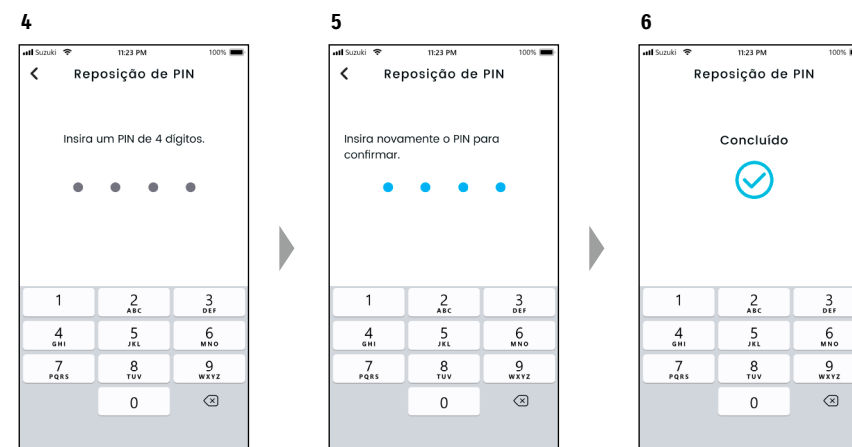 4
Suzuki 11:23 PM 100%
Reposição de PIN
Insira um PIN de 4 dígitos.
1 2 3
ABC DEF
4 5 6
GHI JKL MNO
7 8 9
PQRS TUV WXYZ
0
5
Suzuki 11:23 PM 100%
Reposição de PIN
Insira novamente o PIN para
confirmar.
1 2 3
ABC DEF
4 5 6
GHI JKL MNO
7 8 9
PQRS TUV WXYZ
0
6
Suzuki 11:23 PM 100%
Reposição de PIN
Concluído
1 2 3
ABC DEF
4 5 6
GHI JKL MNO
7 8 9
PQRS TUV WXYZ
0